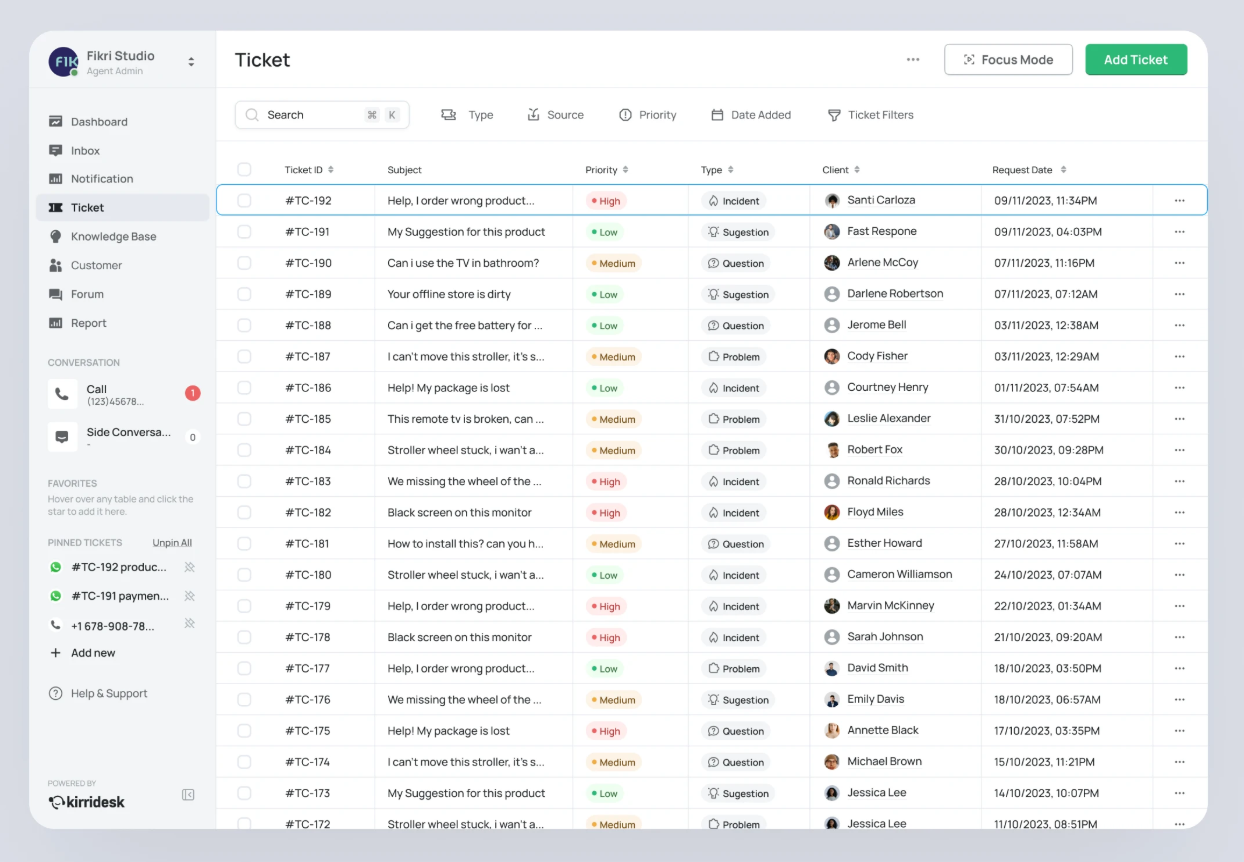 FIK
Fikri Studio
Agent Admin
Ticket
Focus Mode
Add Ticket
Dashboard
Inbox
Notification
Ticket
Knowledge Base
Customer
Forum
Report
CONVERSATION
Call
(123)45678...
1
Side Conversa...
-
0
FAVORITES
Hover over any table and click the
star to add it here.
PINNED TICKETS Unpin All
#TC-192 produc...
#TC-191 paymen...
+1 678-908-78...
Add new
Help & Support
POWERED BY
kirridesk
Search ⌘ K Type Source Priority Date Added Ticket Filters
Ticket ID Subject Priority Type Client Request Date
#TC-192 Help, I order wrong product... High Incident Santi Carloza 09/11/2023, 11:34PM
#TC-191 My Suggestion for this product Low Sugestion Fast Respone 09/11/2023, 04:03PM
#TC-190 Can i use the TV in bathroom? Medium Question Arlene McCoy 07/11/2023, 11:16PM
#TC-189 Your offline store is dirty Low Sugestion Darlene Robertson 07/11/2023, 07:12AM
#TC-188 Can i get the free battery for ... Low Question Jerome Bell 03/11/2023, 12:38AM
#TC-187 I can't move this stroller, it's s... Medium Problem Cody Fisher 03/11/2023, 12:29AM
#TC-186 Help! My package is lost Low Incident Courtney Henry 01/11/2023, 07:54AM
#TC-185 This remote tv is broken, can ... Medium Problem Leslie Alexander 31/10/2023, 07:52PM
#TC-184 Stroller wheel stuck, i wan't a... Medium Problem Robert Fox 30/10/2023, 09:28PM
#TC-183 We missing the wheel of the ... High Incident Ronald Richards 28/10/2023, 10:04PM
#TC-182 Black screen on this monitor High Incident Floyd Miles 28/10/2023, 12:34AM
#TC-181 How to install this? can you h... Medium Question Esther Howard 27/10/2023, 11:58AM
#TC-180 Stroller wheel stuck, i wan't a... Low Incident Cameron Williamson 24/10/2023, 07:07AM
#TC-179 Help, I order wrong product... High Incident Marvin McKinney 22/10/2023, 01:34AM
#TC-178 Black screen on this monitor High Incident Sarah Johnson 21/10/2023, 09:20AM
#TC-177 Help, I order wrong product... Low Problem David Smith 18/10/2023, 03:50PM
#TC-176 We missing the wheel of the ... Medium Sugestion Emily Davis 18/10/2023, 06:57AM
#TC-175 Help! My package is lost High Question Annette Black 17/10/2023, 03:35PM
#TC-174 I can't move this stroller, it's s... Medium Question Michael Brown 15/10/2023, 11:21PM
#TC-173 My Suggestion for this product Low Sugestion Jessica Lee 14/10/2023, 10:07PM
#TC-172 Stroller wheel stuck, i wan't a... Medium Problem Jessica Lee 11/10/2023, 08:51PM